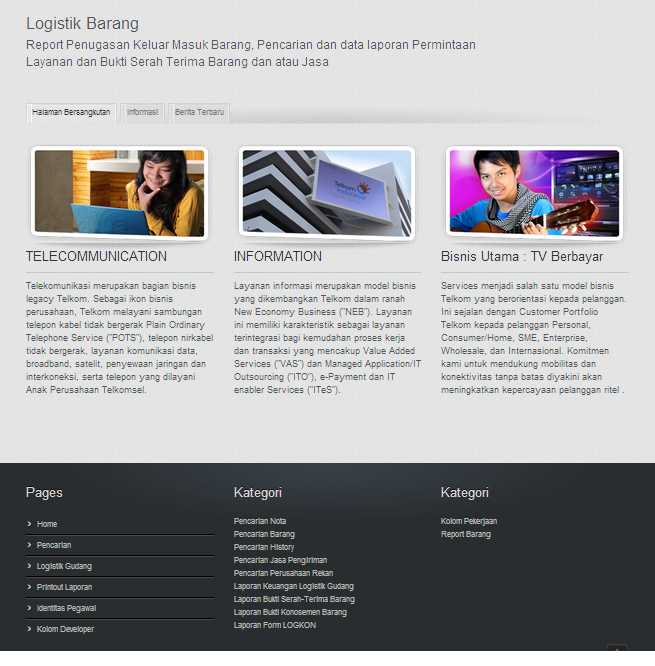 Logistik Barang
Report Penugasan Keluar Masuk Barang, Pencarian dan data laporan Permintaan
Layanan dan Bukti Serah Terima Barang dan atau Jasa
Halaman Bersangkutan
Informasi
Berita Terbaru
Telkom
Indonesia
TELECOMMUNICATION
Telekomunikasi merupakan bagian bisnis
legacy Telkom. Sebagai ikon bisnis
perusahaan, Telkom melayani sambungan
telepon kabel tidak bergerak Plain Ordinary
Telephone Service ("POTS"), telepon nirkabel
tidak bergerak, layanan komunikasi data,
broadband, satelit, penyewaan jaringan dan
interkoneksi, serta telepon yang dilayani
Anak Perusahaan Telkomsel.
INFORMATION
Layanan informasi merupakan model bisnis
yang dikembangkan Telkom dalam ranah
New Economy Business ("NEB"). Layanan
ini memiliki karakteristik sebagai layanan
terintegrasi bagi kemudahan proses kerja
dan transaksi yang mencakup Value Added
Services ("VAS") dan Managed Application/IT
Outsourcing ("ITO"), e-Payment dan IT
enabler Services ("ITeS").
Bisnis Utama : TV Berbayar
Services menjadi salah satu model bisnis
Telkom yang berorientasi kepada pelanggan.
Ini sejalan dengan Customer Portfolio
Telkom kepada pelanggan Personal,
Consumer/Home, SME, Enterprise,
Wholesale, dan Internasional. Komitmen
kami untuk mendukung mobilitas dan
konektivitas tanpa batas diyakini akan
meningkatkan kepercayaan pelanggan ritel .
Pages
Home
Pencarian
Logistik Gudang
Printout Laporan
Identitas Pegawai
Kolom Developer
Kategori
Pencarian Nota
Pencarian Barang
Pencarian History
Pencarian Jasa Pengiriman
Pencarian Perusahaan Rekan
Laporan Keuangan Logistik Gudang
Laporan Bukti Serah-Terima Barang
Laporan Bukti Konosemen Barang
Laporan Form LOGKON
Kategori
Kolom Pekerjaan
Report Barang